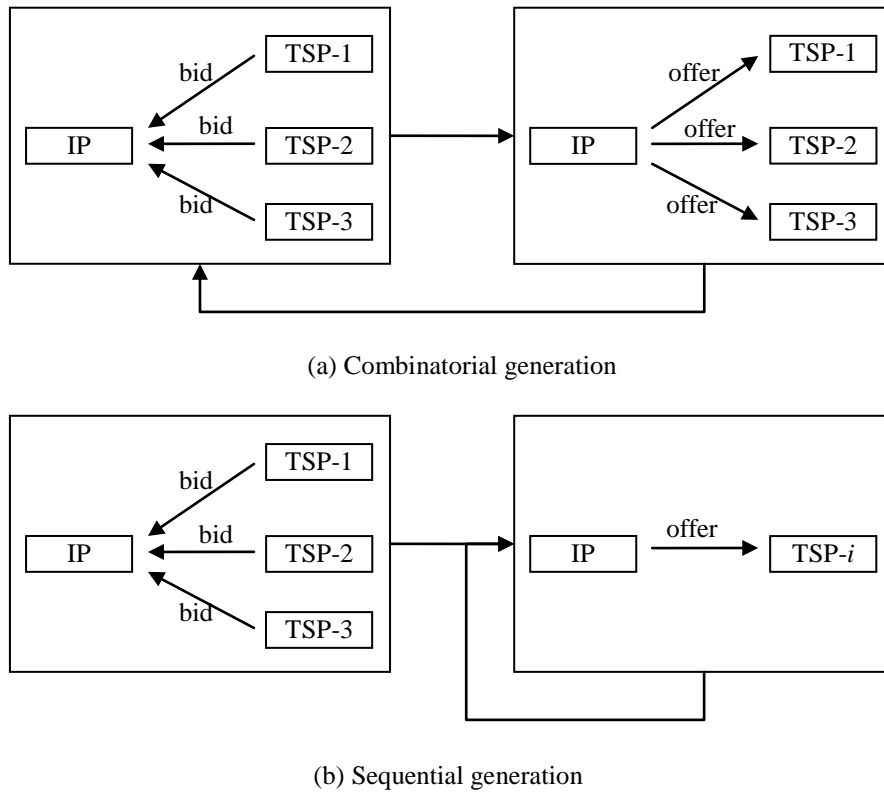 TSP-1
bid
bid
IP
TSP-2
bid
TSP-3
TSP-1
offer
offer
IP
TSP-2
offer
TSP-3
(a) Combinatorial generation
TSP-1
bid
bid
IP
TSP-2
bid
TSP-3
offer
IP
TSP-i
(b) Sequential generation